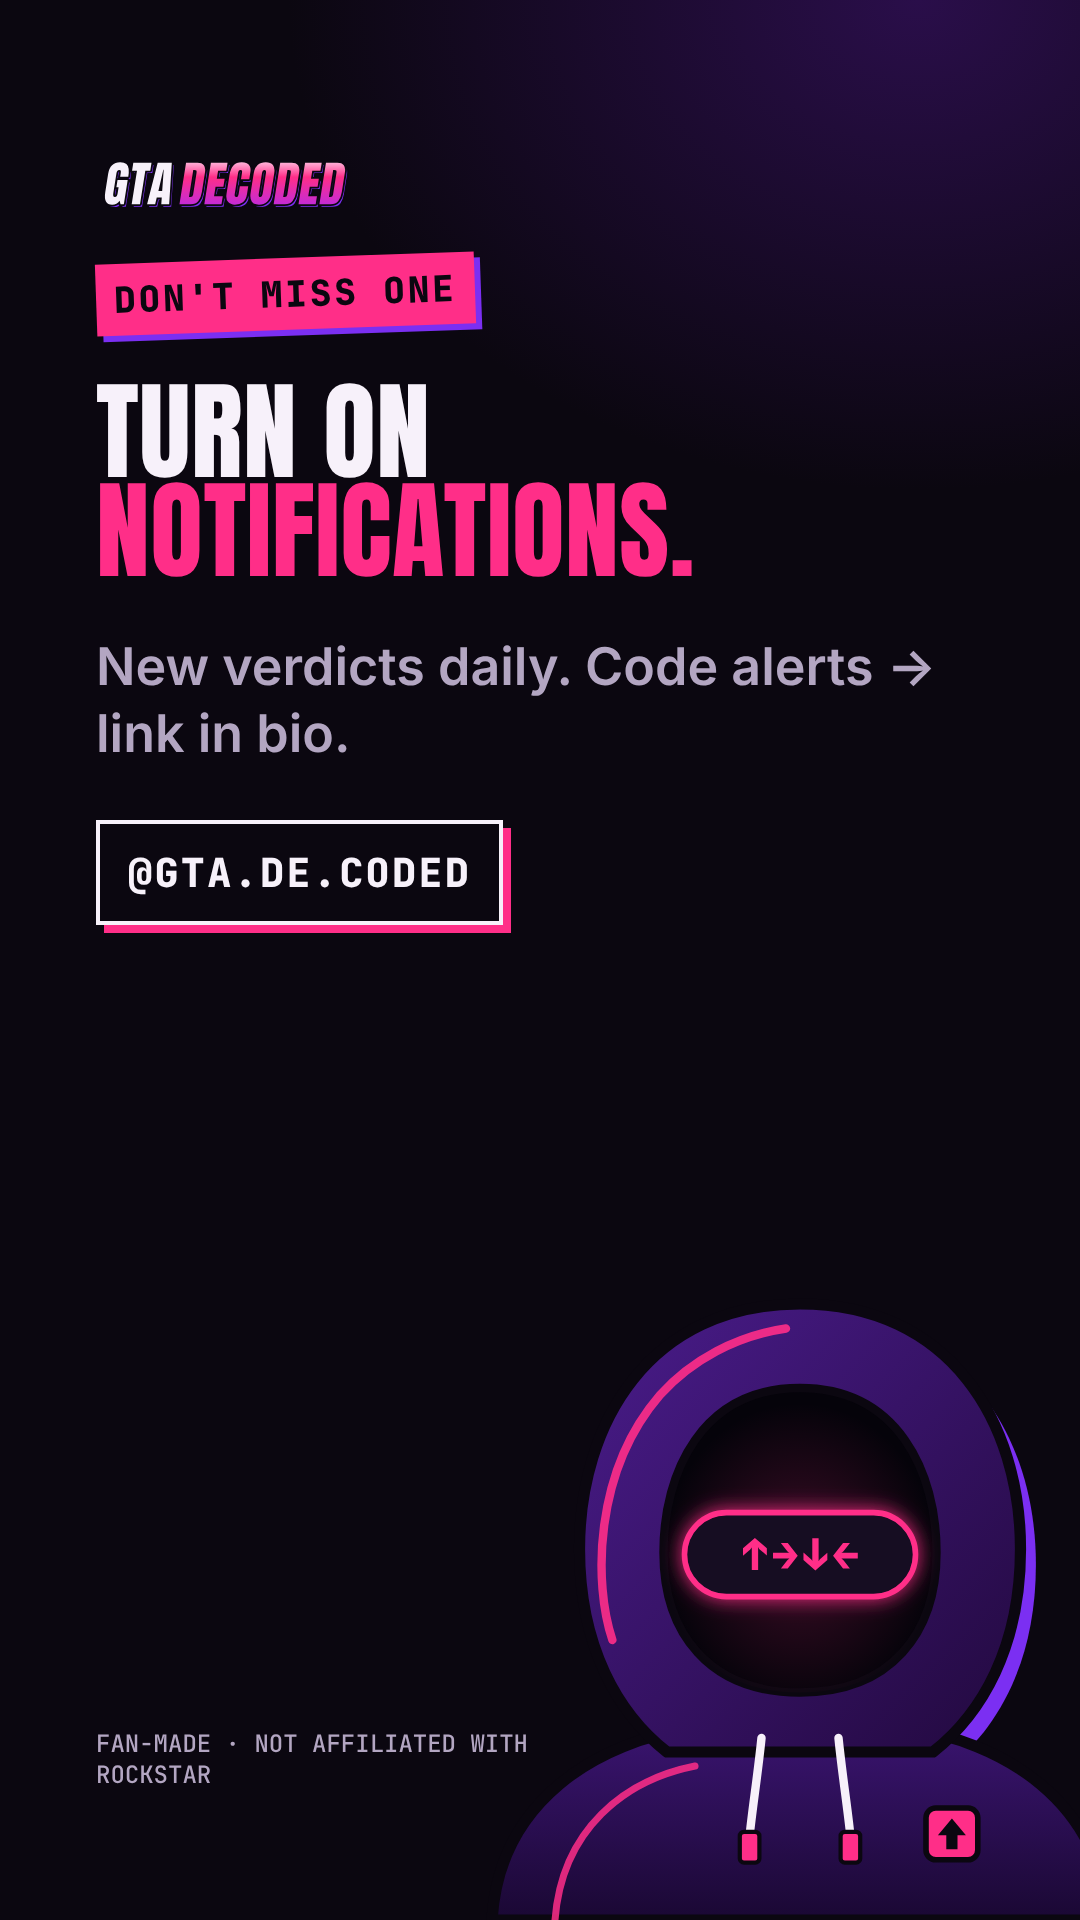 GTA DECODED
DON'T MISS ONE
TURN ON
NOTIFICATIONS.
New verdicts daily. Code alerts →
link in bio.
@GTA.DE.CODED
↑→↓←
FAN-MADE · NOT AFFILIATED WITH
ROCKSTAR